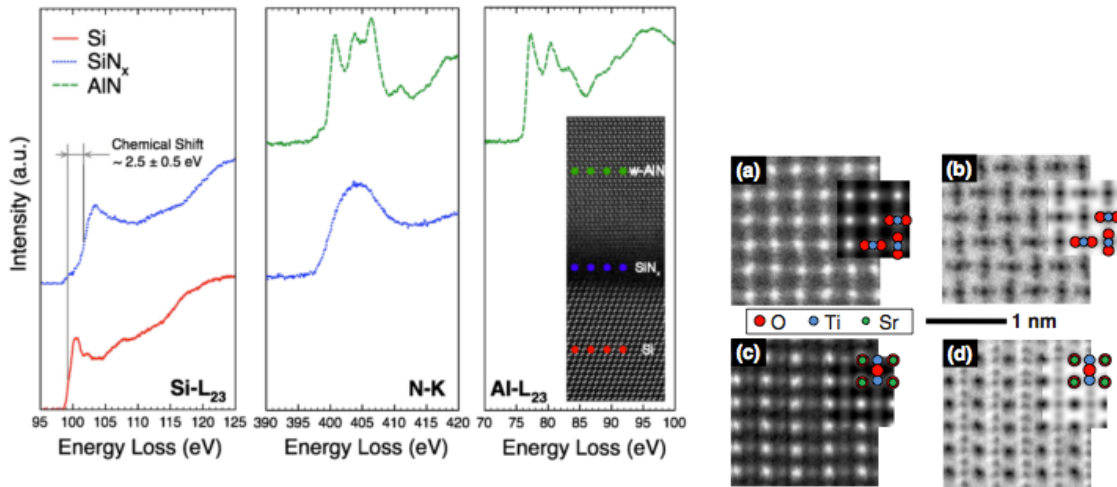 Si
SiNx
AlN
Chemical Shift
~ 2.5 ± 0.5 eV
Intensity (a.u.)
Si-L23
95 100 105 110 115 120 125
Energy Loss (eV)
N-K
390 400 405 410 415 420
Energy Loss (eV)
Al-L23
70 75 80 85 90 95 100
Energy Loss (eV)
w-AlN
SiNx
Si
(a)
(b)
O Ti Sr
1 nm
(c)
(d)